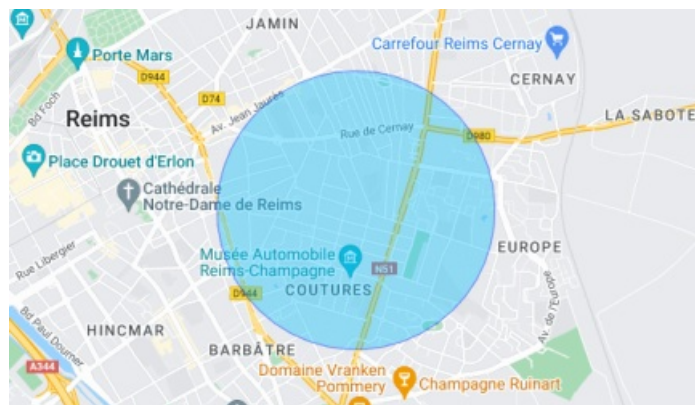 JAMIN
Carrefour Reims Cernay
Porte Mars
D944
CERNAY
D74
Bd Foch
Av. Jean Jaurès
LA SABOTE
Reims
Rue de Cernay
D980
Place Drouet d'Erlon
Cathédrale
Notre-Dame de Reims
Rue Libergier
Musée Automobile
Reims-Champagne
EUROPE
N51
D944
COUTURES
Av. de l'Europe
Bd Paul Doumer
HINCMAR
BARBÂTRE
A344
Domaine Vranken
Pommery
Champagne Ruinart